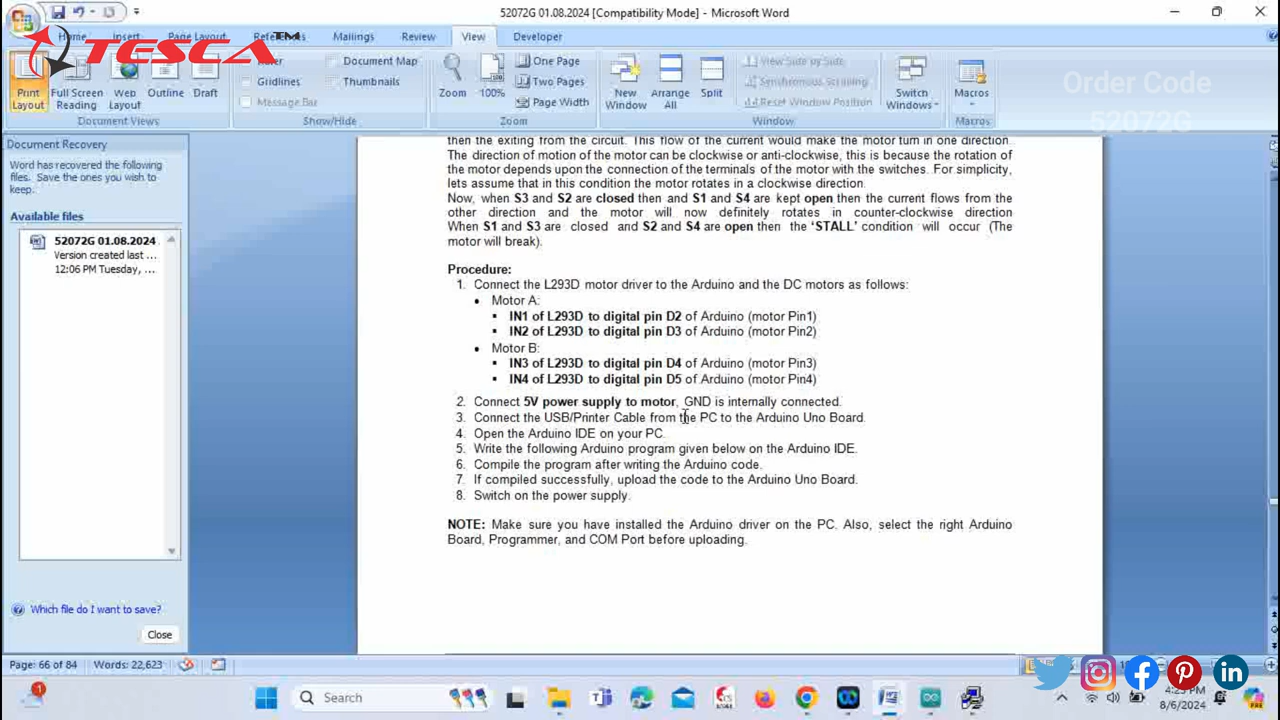 52072G 01.08.2024 [Compatibility Mode] - Microsoft Word
Home Insert Page Layout References Mailings Review View Developer
TESCA™
Print Layout
Full Screen Reading
Web Layout
Outline
Draft
Document Views
Ruler
Gridlines
Message Bar
Document Map
Thumbnails
Show/Hide
Zoom
100%
One Page
Two Pages
Page Width
Zoom
New Window
Arrange All
Split
View Side by Side
Synchronous Scrolling
Reset Window Position
Window
Switch Windows
Macros
Macros
Order Code
52072G
Document Recovery
Word has recovered the following
files. Save the ones you wish to
keep.
Available files
52072G 01.08.2024
Version created last ...
12:06 PM Tuesday, ...
Which file do I want to save?
Close
then the exiting from the circuit. This flow of the current would make the motor turn in one direction.
The direction of motion of the motor can be clockwise or anti-clockwise, this is because the rotation of
the motor depends upon the connection of the terminals of the motor with the switches. For simplicity,
lets assume that in this condition the motor rotates in a clockwise direction.
Now, when S3 and S2 are closed then and S1 and S4 are kept open then the current flows from the
other direction and the motor will now definitely rotates in counter-clockwise direction
When S1 and S3 are closed and S2 and S4 are open then the ‘STALL’ condition will occur (The
motor will break).
Procedure:
1. Connect the L293D motor driver to the Arduino and the DC motors as follows:
• Motor A:
▪ IN1 of L293D to digital pin D2 of Arduino (motor Pin1)
▪ IN2 of L293D to digital pin D3 of Arduino (motor Pin2)
• Motor B:
▪ IN3 of L293D to digital pin D4 of Arduino (motor Pin3)
▪ IN4 of L293D to digital pin D5 of Arduino (motor Pin4)
2. Connect 5V power supply to motor, GND is internally connected.
3. Connect the USB/Printer Cable from the PC to the Arduino Uno Board.
4. Open the Arduino IDE on your PC.
5. Write the following Arduino program given below on the Arduino IDE.
6. Compile the program after writing the Arduino code.
7. If compiled successfully, upload the code to the Arduino Uno Board.
8. Switch on the power supply.
NOTE: Make sure you have installed the Arduino driver on the PC. Also, select the right Arduino
Board, Programmer, and COM Port before uploading.
Page: 66 of 84 Words: 22,623
1
Search
8/6/2024